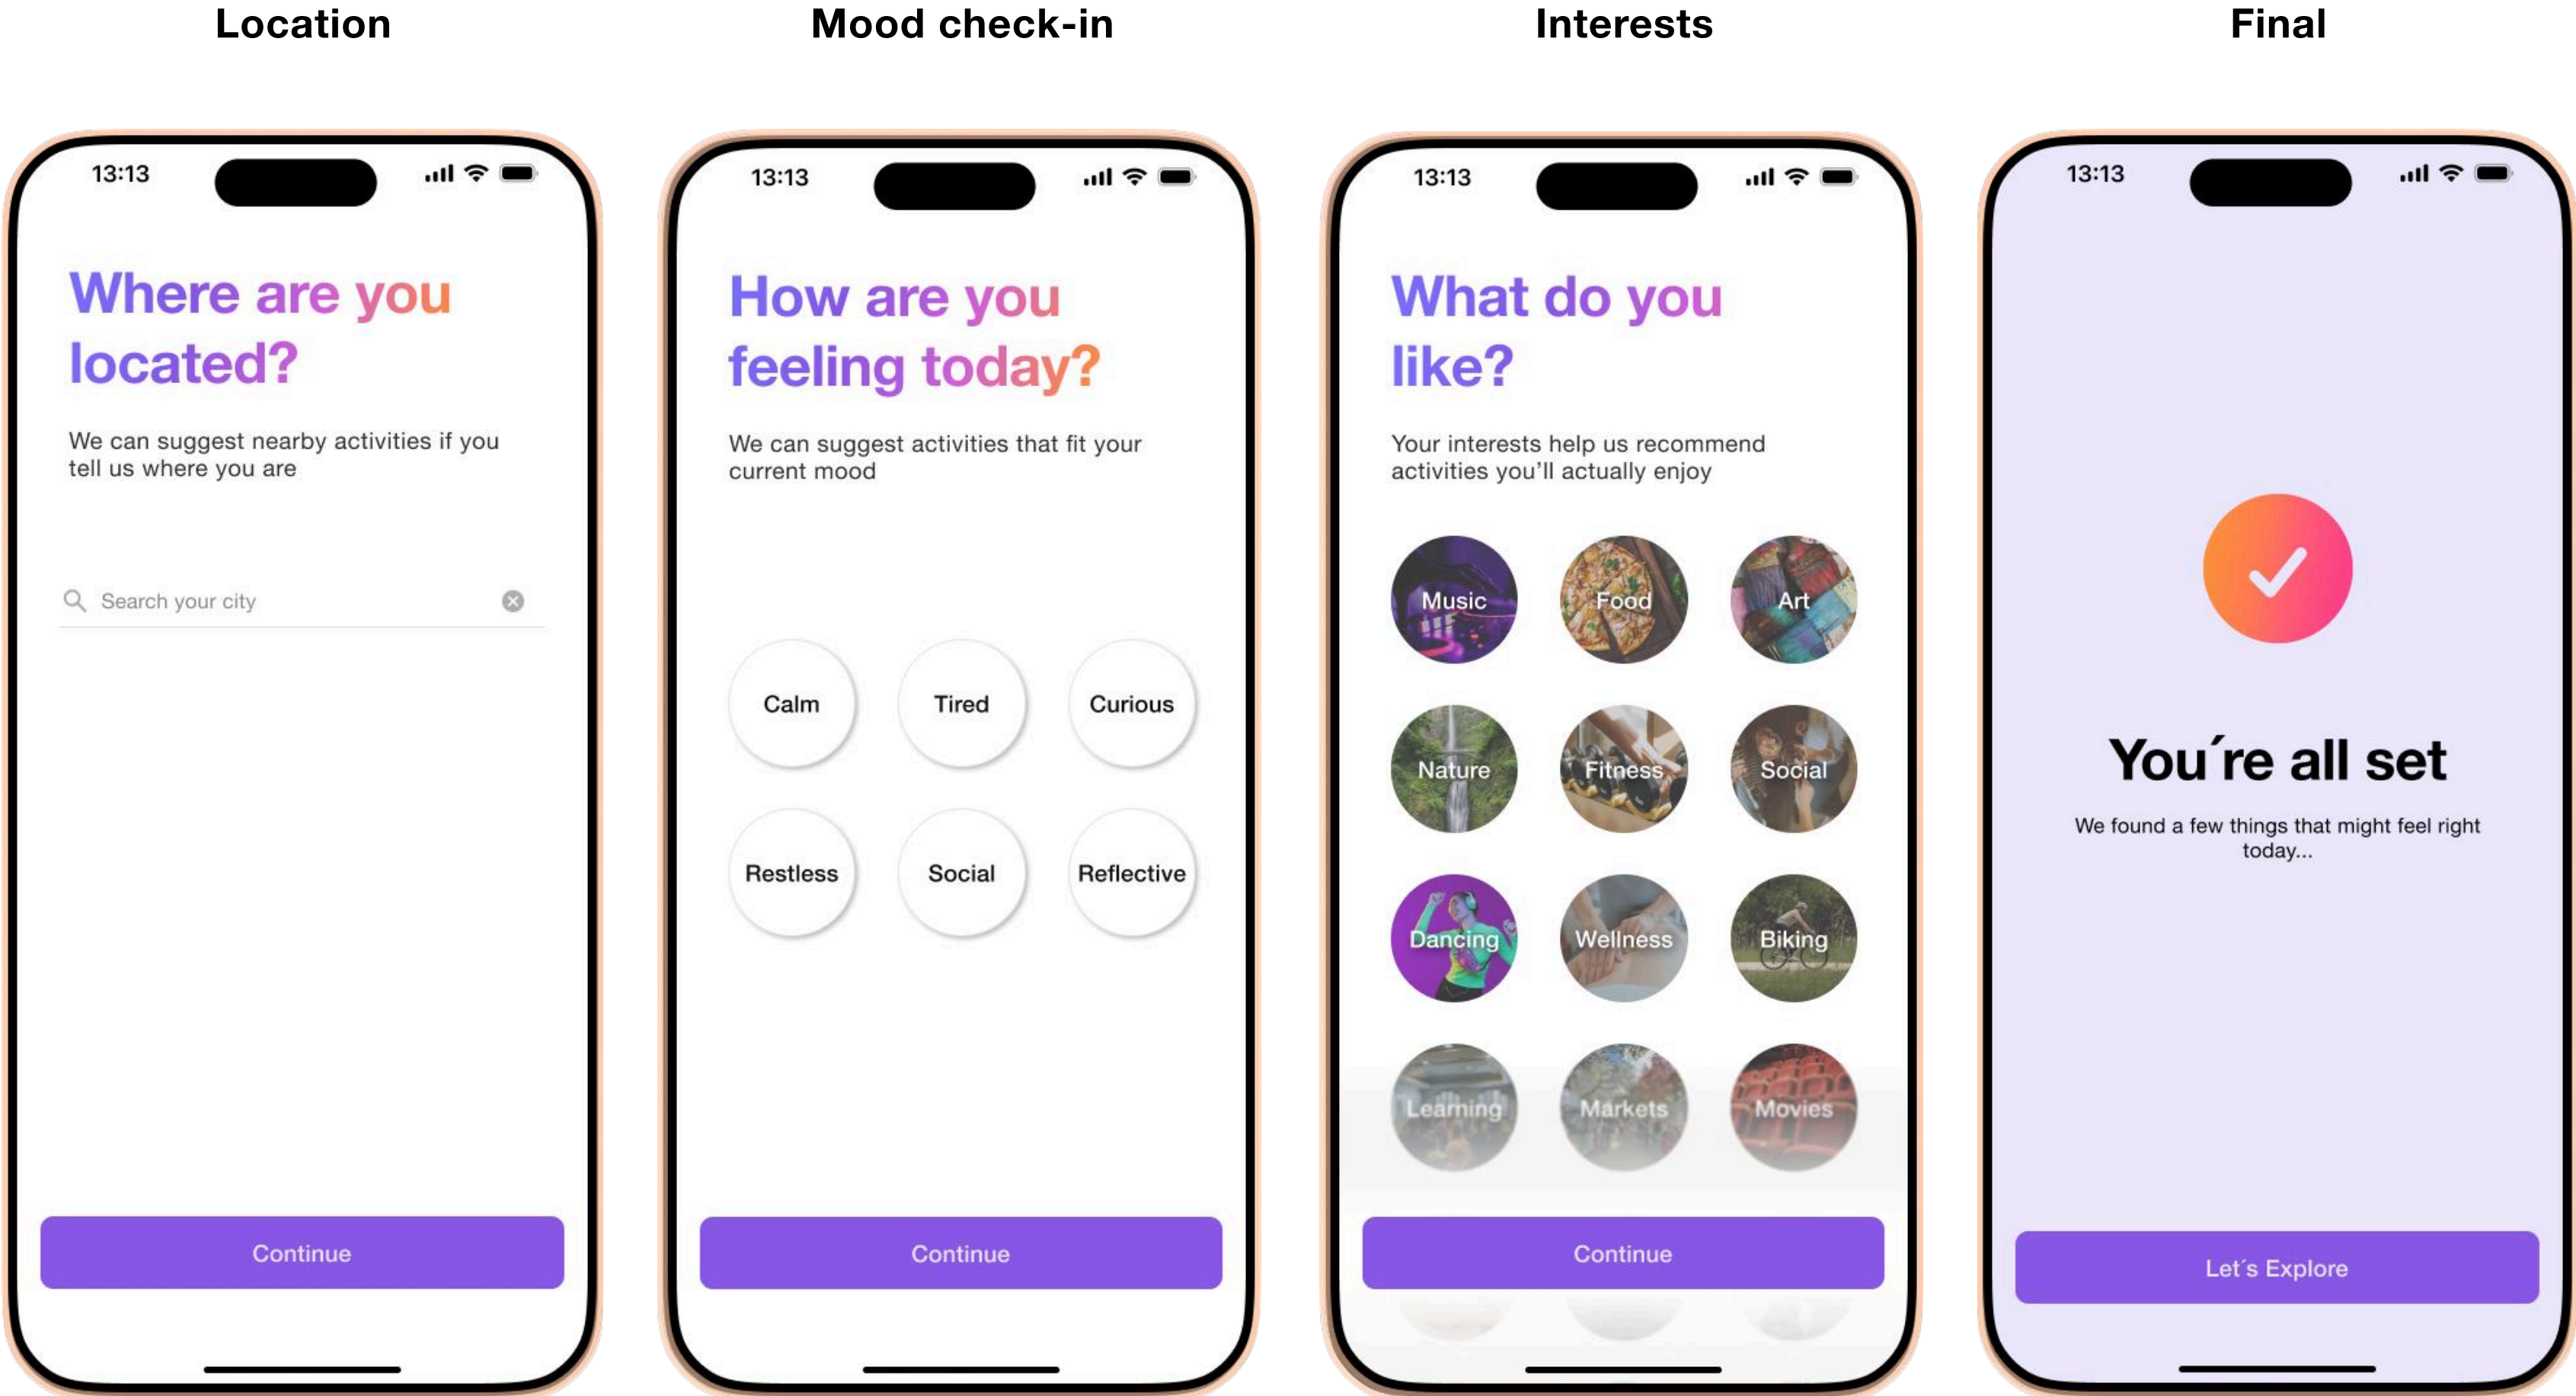 Location
Mood check-in
Interests
Final
13:13
Where are you
located?
We can suggest nearby activities if you
tell us where you are
Search your city
Continue
13:13
How are you
feeling today?
We can suggest activities that fit your
current mood
Calm
Tired
Curious
Restless
Social
Reflective
Continue
13:13
What do you
like?
Your interests help us recommend
activities you’ll actually enjoy
Music
Food
Art
Nature
Fitness
Social
Dancing
Wellness
Biking
Learning
Markets
Movies
Continue
13:13
You´re all set
We found a few things that might feel right
today...
Let´s Explore